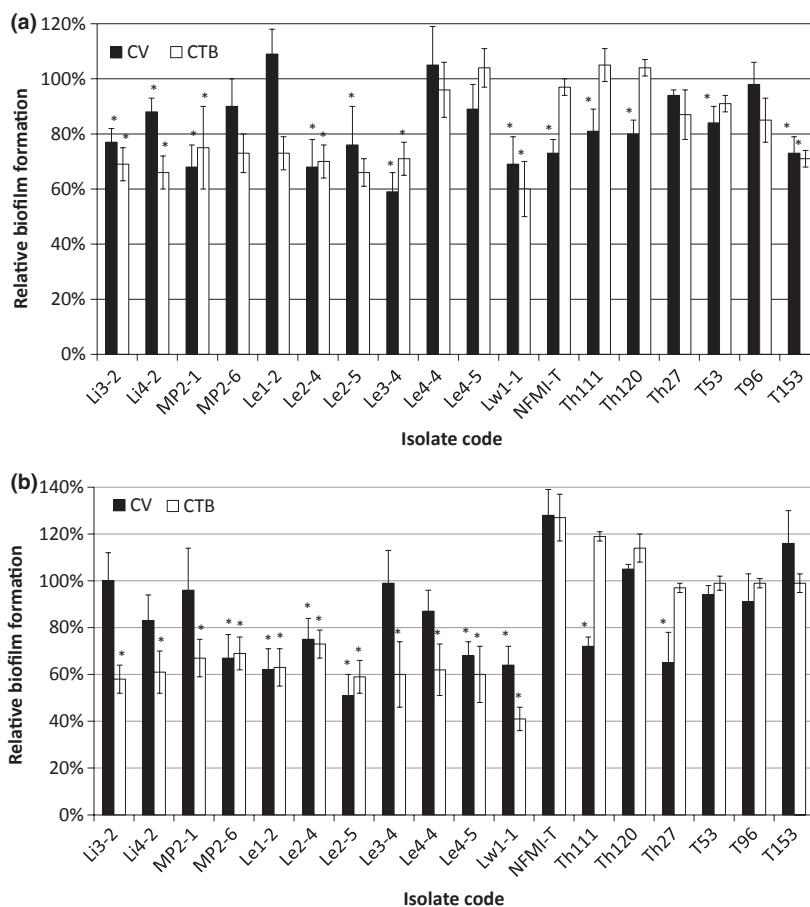 (a)
120%
100%
80%
60%
40%
20%
0%
Relative biofilm formation
CV CTB
* * * * * * * * * * * * * * * * * * *
Li3-2 Li4-2 MP2-1 MP2-6 Le1-2 Le2-4 Le2-5 Le3-4 Le4-4 Le4-5 Lw1-1 NFMI-T Th111 Th120 Th27 T53 T96 T153
Isolate code
(b)
140%
120%
100%
80%
60%
40%
20%
0%
Relative biofilm formation
CV CTB
* * * * * * * * * * * * * * * * * * *
Li3-2 Li4-2 MP2-1 MP2-6 Le1-2 Le2-4 Le2-5 Le3-4 Le4-4 Le4-5 Lw1-1 NFMI-T Th111 Th120 Th27 T53 T96 T153
Isolate code